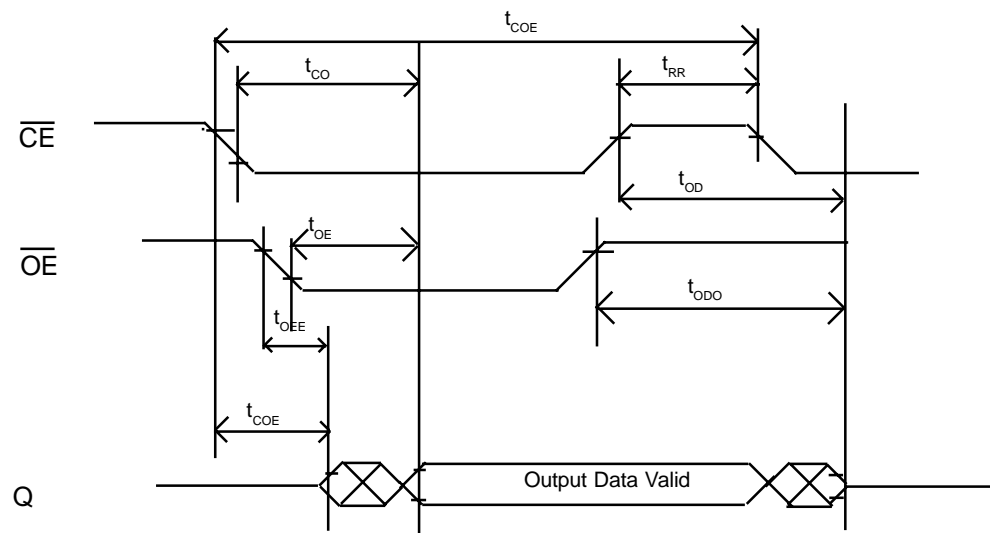 tCOE
tCO
tRR
CE
tOD
tOE
OE
tODO
tOEE
tCOE
Output Data Valid
Q